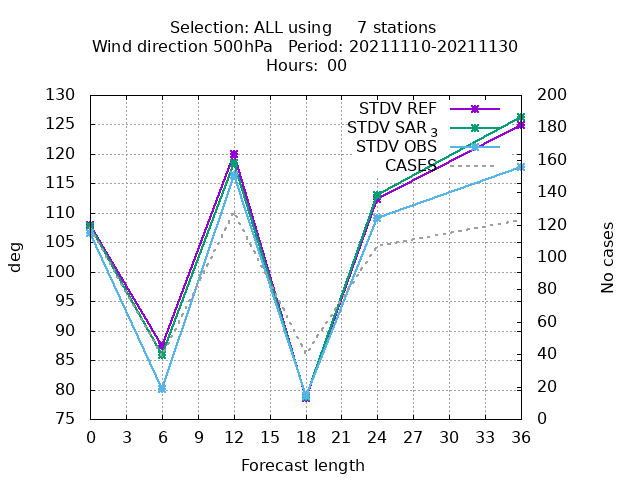 Selection: ALL using     7 stations
Wind direction 500hPa   Period: 20211110-20211130
Hours: 00
STDV REF
STDV SAR 3
STDV OBS
CASES
130
125
120
115
110
105
100
95
90
85
80
75
200
180
160
140
120
100
80
60
40
20
0
deg
No cases
0 3 6 9 12 15 18 21 24 27 30 33 36
Forecast length